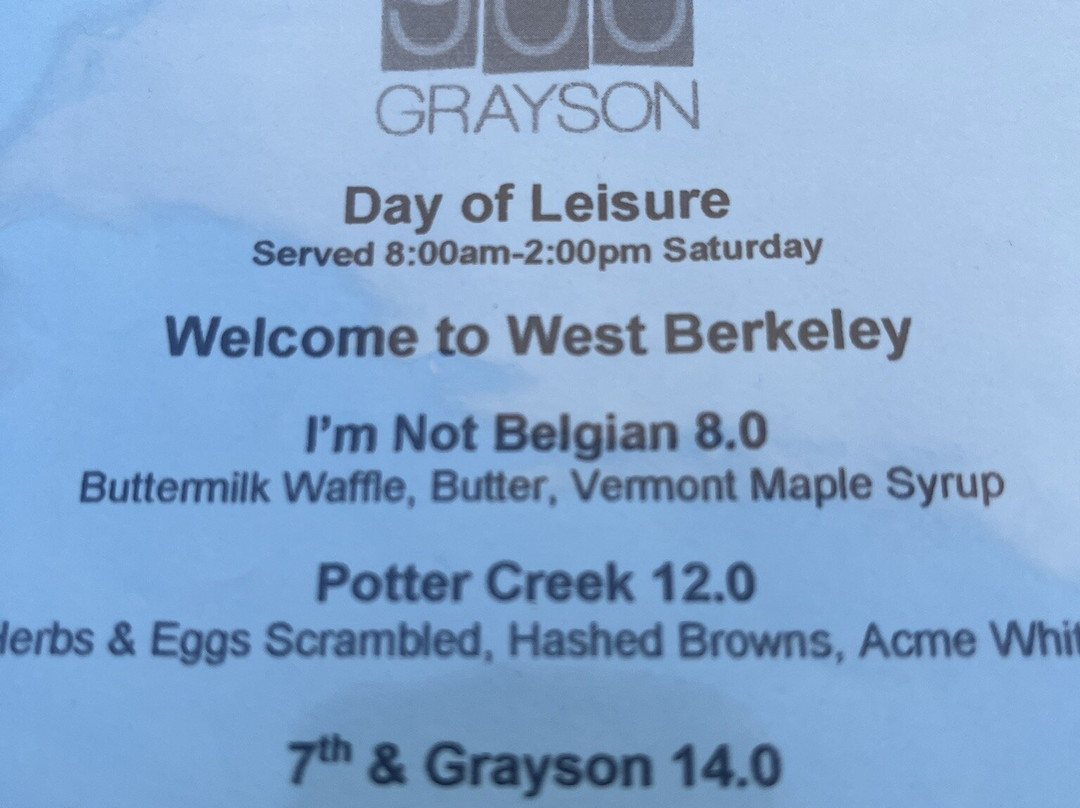 900
GRAYSON
Day of Leisure
Served 8:00am-2:00pm Saturday
Welcome to West Berkeley
I'm Not Belgian 8.0
Buttermilk Waffle, Butter, Vermont Maple Syrup
Potter Creek 12.0
& Eggs Scrambled, Hashed Browns, Acme
7th & Grayson 14.0